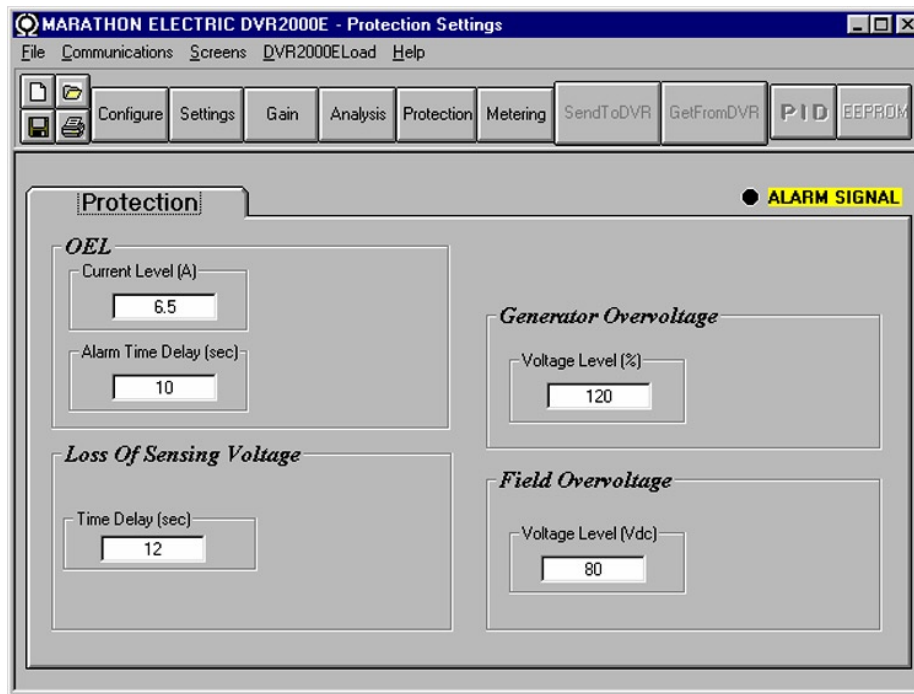 MARATHON ELECTRIC DVR2000E - Protection Settings
File Communications Screens DVR2000ELoad Help
Configure Settings Gain Analysis Protection Metering SendToDVR GetFromDVR PID EEPROM
Protection
ALARM SIGNAL
OEL
Current Level (A)
6.5
Alarm Time Delay (sec)
10
Loss Of Sensing Voltage
Time Delay (sec)
12
Generator Overvoltage
Voltage Level (%)
120
Field Overvoltage
Voltage Level (Vdc)
80